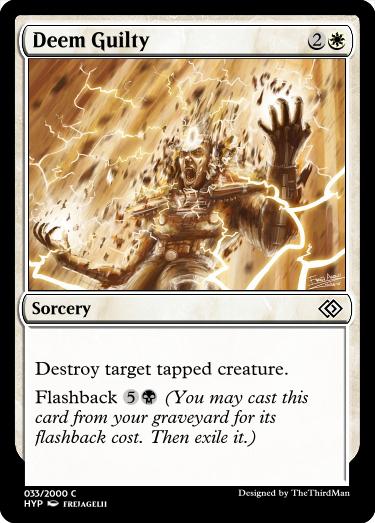 Deem Guilty 2
Sorcery
Destroy target tapped creature.
Flashback 5 (You may cast this
card from your graveyard for its
flashback cost. Then exile it.)
033/2000 C
Designed by TheThirdMan
HYP FREJAGELII